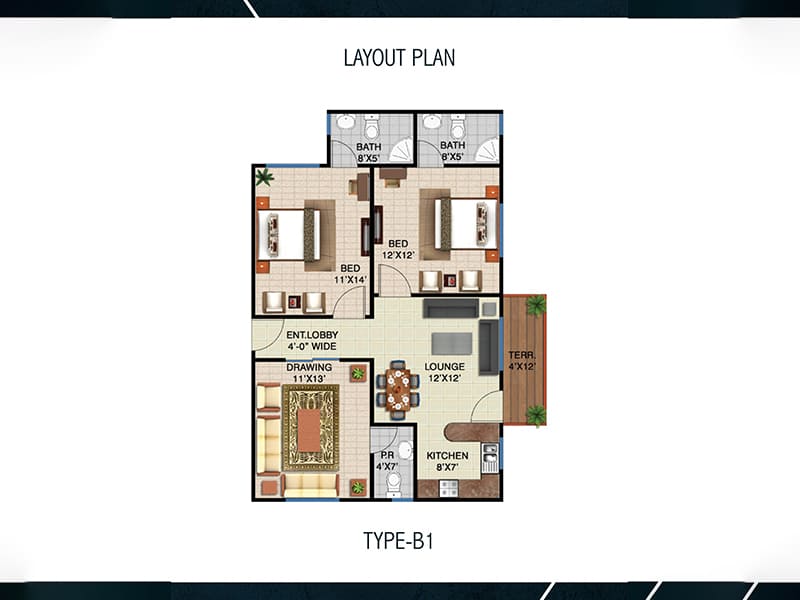 LAYOUT PLAN
BATH
8'X5'
BATH
8'X5'
BED
12'X12'
BED
11'X14'
ENT.LOBBY
4'-0" WIDE
DRAWING
11'X13'
LOUNGE
12'X12'
TERR.
4'X12'
P.R
4'X7'
KITCHEN
8'X7'
TYPE-B1